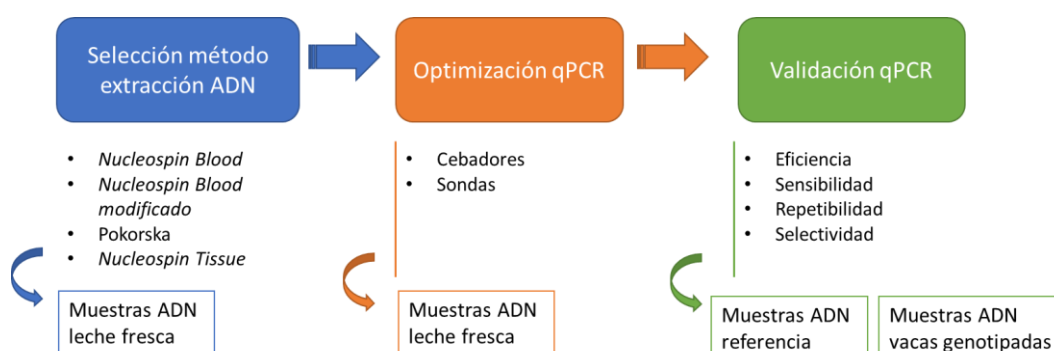 Selección método
extracción ADN
Optimización qPCR
Validación qPCR
• Nucleospin Blood
• Nucleospin Blood
modificado
• Pokorska
• Nucleospin Tissue
• Cebadores
• Sondas
• Eficiencia
• Sensibilidad
• Repetibilidad
• Selectividad
Muestras ADN
leche fresca
Muestras ADN
leche fresca
Muestras ADN
referencia
Muestras ADN
vacas genotipadas